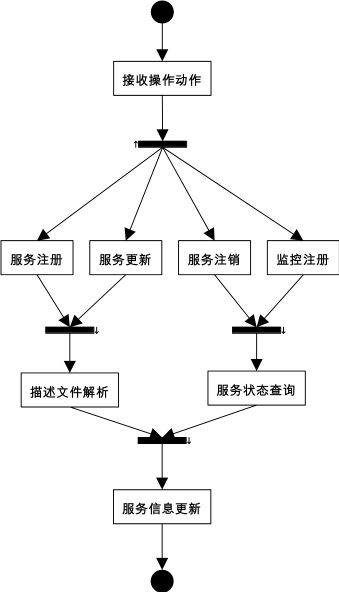 接收操作动作
↑
服务注册
服务更新
服务注销
监控注册
↓
↓
描述文件解析
服务状态查询
↓
服务信息更新